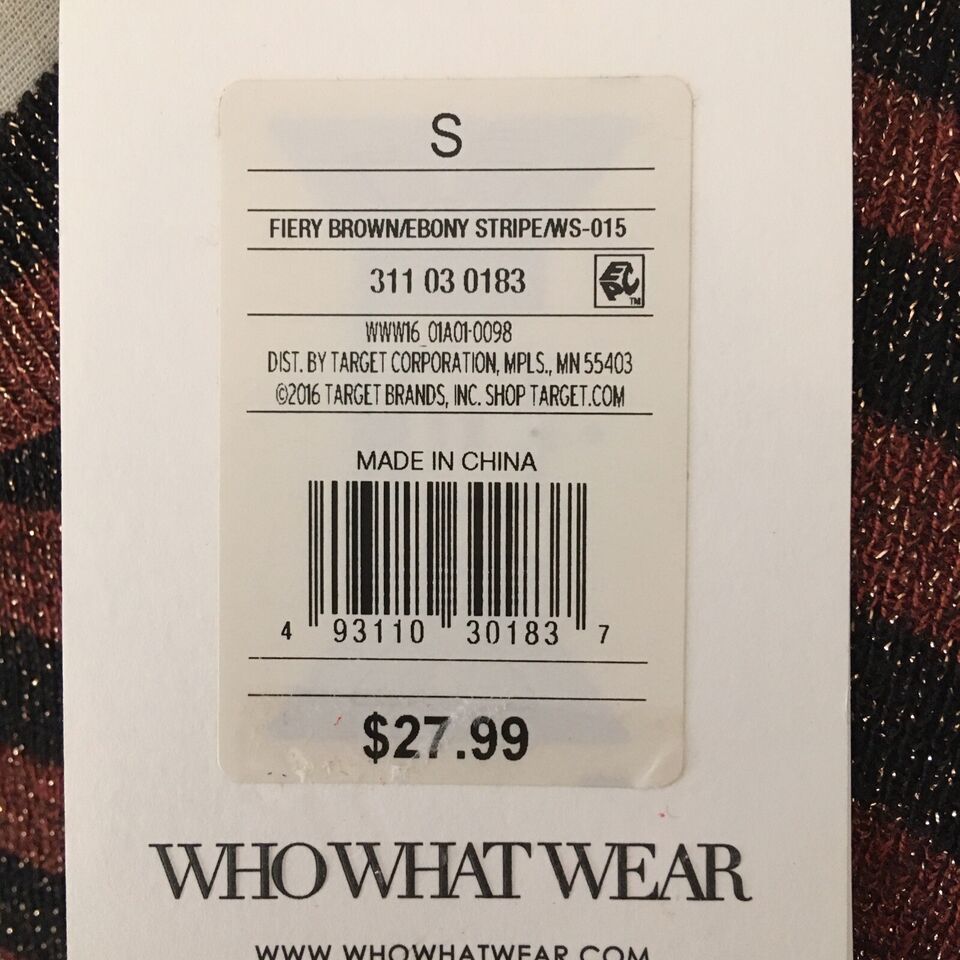 S
FIERY BROWN/EBONY STRIPE/WS-015
311 03 0183
EPC
TM
WWW16_01A01-0098
DIST. BY TARGET CORPORATION, MPLS., MN 55403
©2016 TARGET BRANDS, INC. SHOP TARGET.COM
MADE IN CHINA
4 93110 30183 7
$27.99
WHO WHAT WEAR
WWW.WHOWHATWEAR.COM